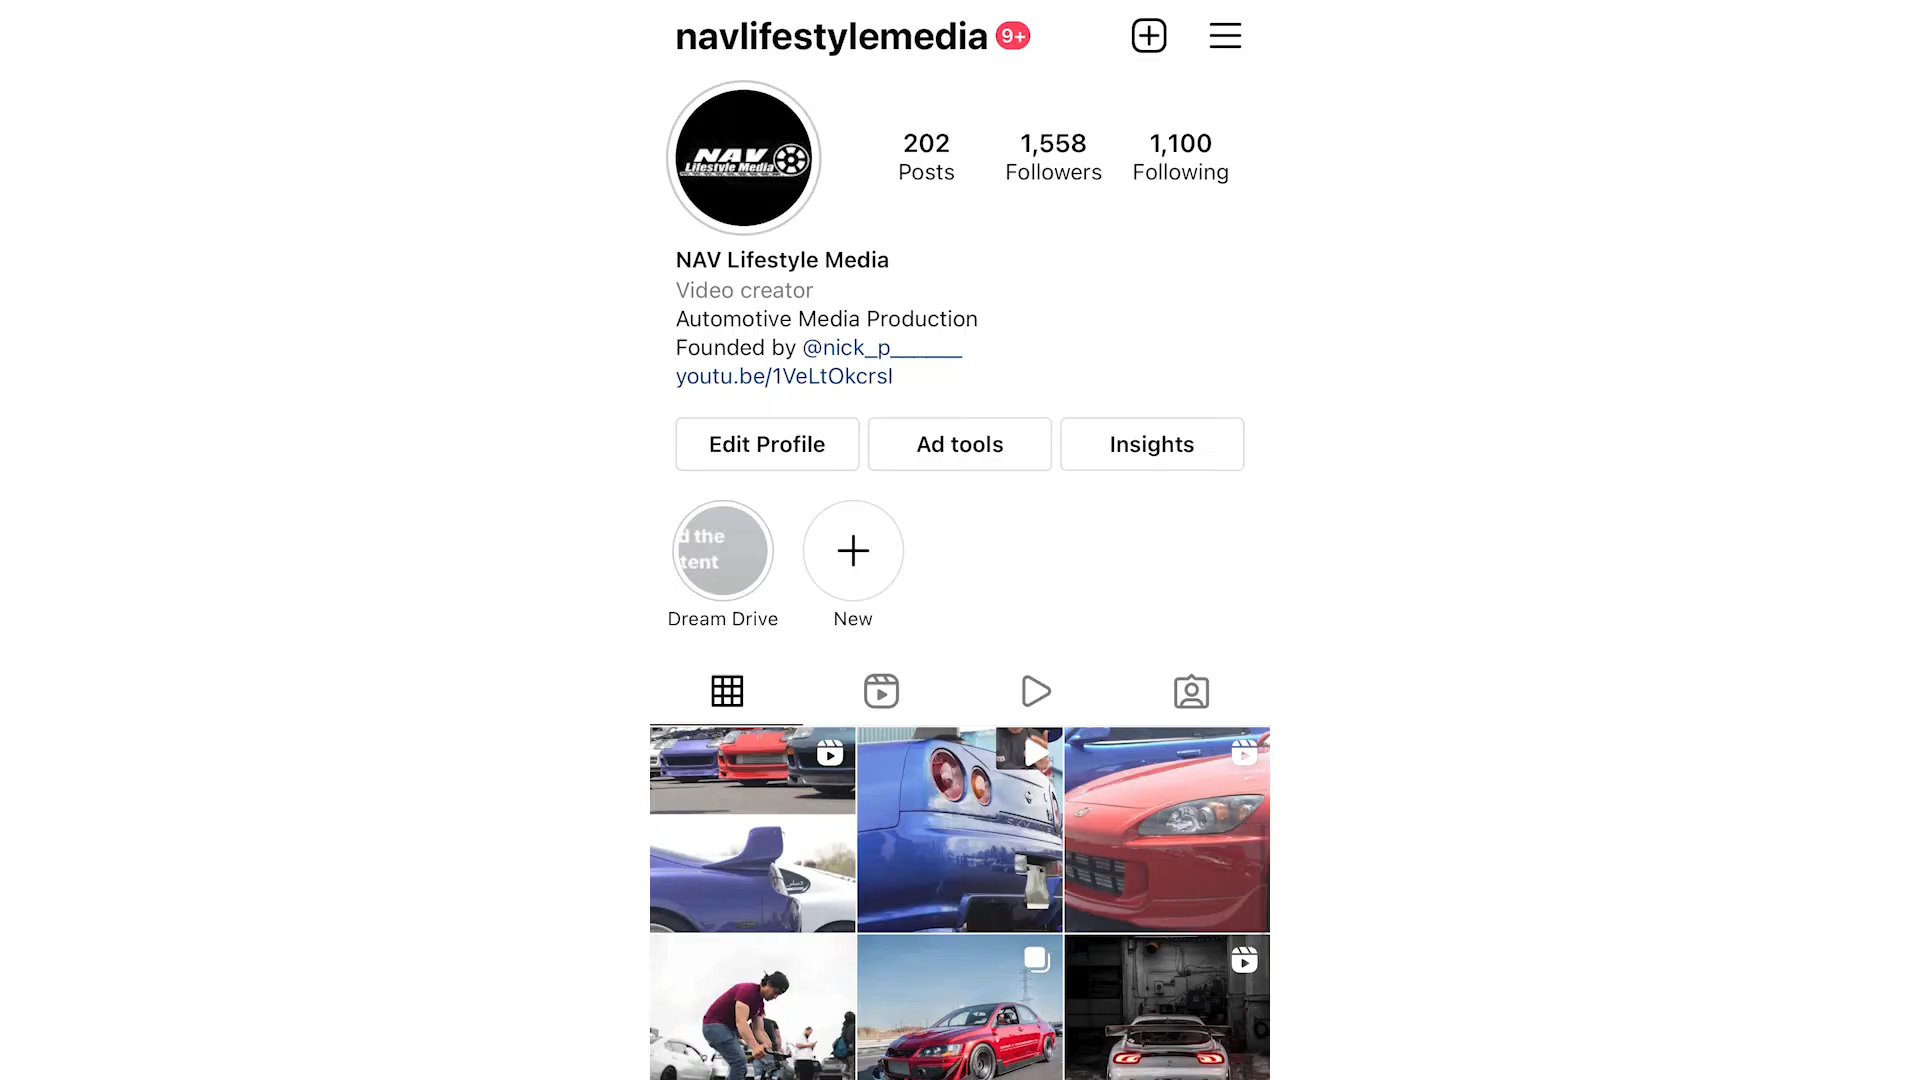 navlifestylemedia 9+
NAV
Lifestyle Media
202
Posts
1,558
Followers
1,100
Following
NAV Lifestyle Media
Video creator
Automotive Media Production
Founded by @nick_p______
youtu.be/1VeLtOkcrsI
Edit Profile
Ad tools
Insights
d the
tent
Dream Drive
New